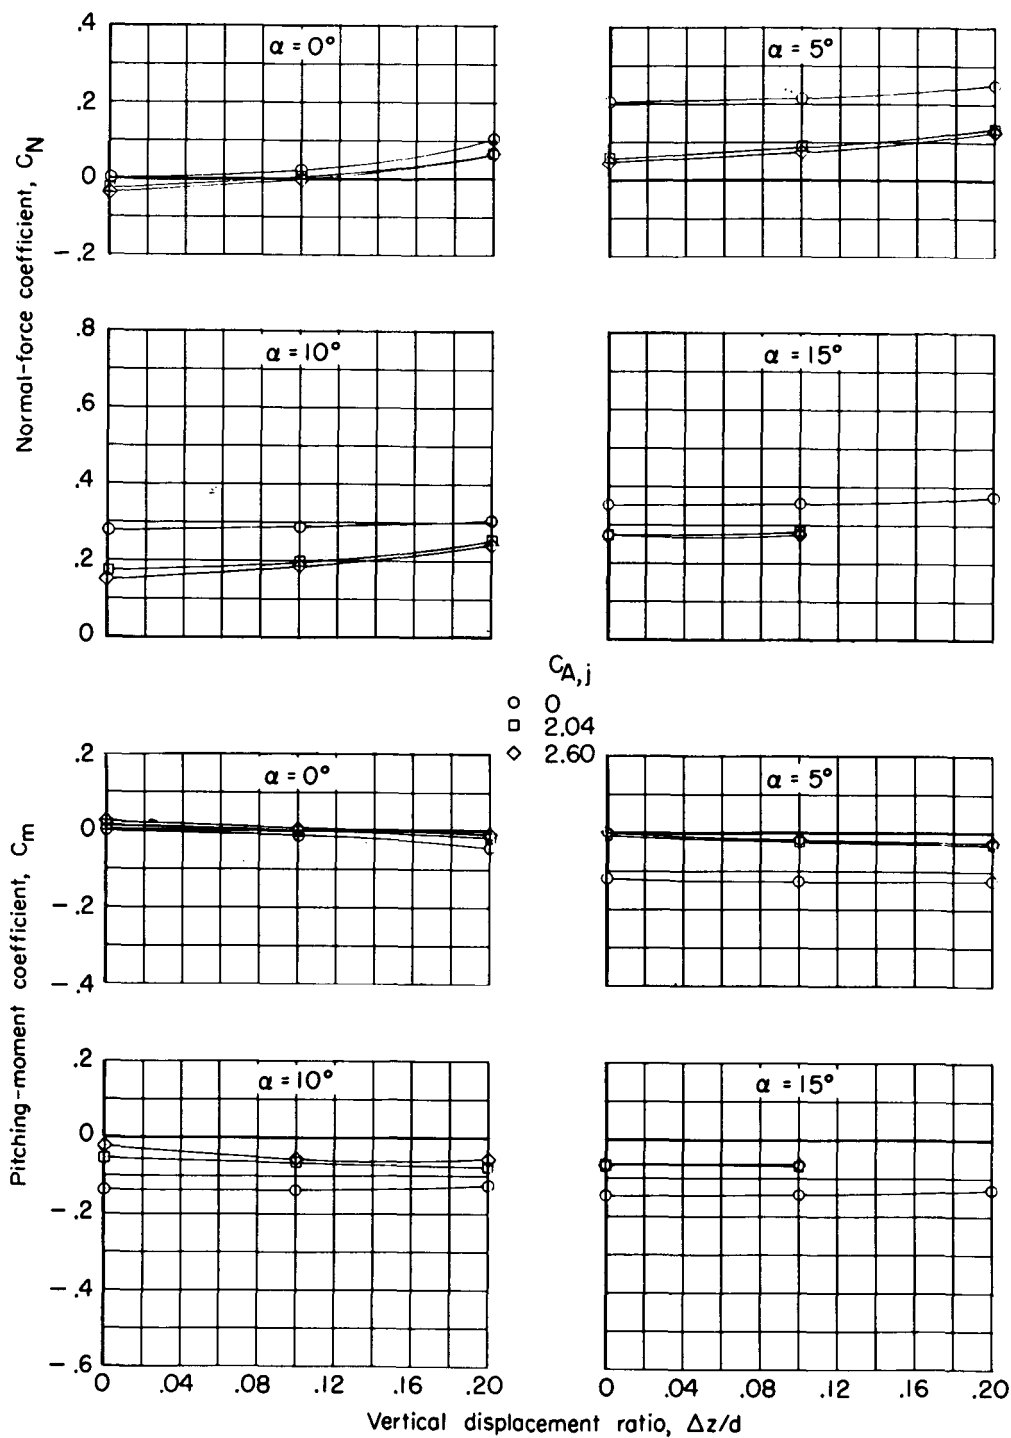 Normal-force coefficient, C_N
.4
.2
0
-.2
α = 0°
α = 5°
.8
.6
.4
.2
0
α = 10°
α = 15°
C_A,j
○ 0
□ 2.04
◇ 2.60
Pitching-moment coefficient, C_m
.2
0
-.2
-.4
α = 0°
α = 5°
.2
0
-.2
-.4
-.6
α = 10°
α = 15°
0 .04 .08 .12 .16 .20
0 .04 .08 .12 .16 .20
Vertical displacement ratio, Δz/d